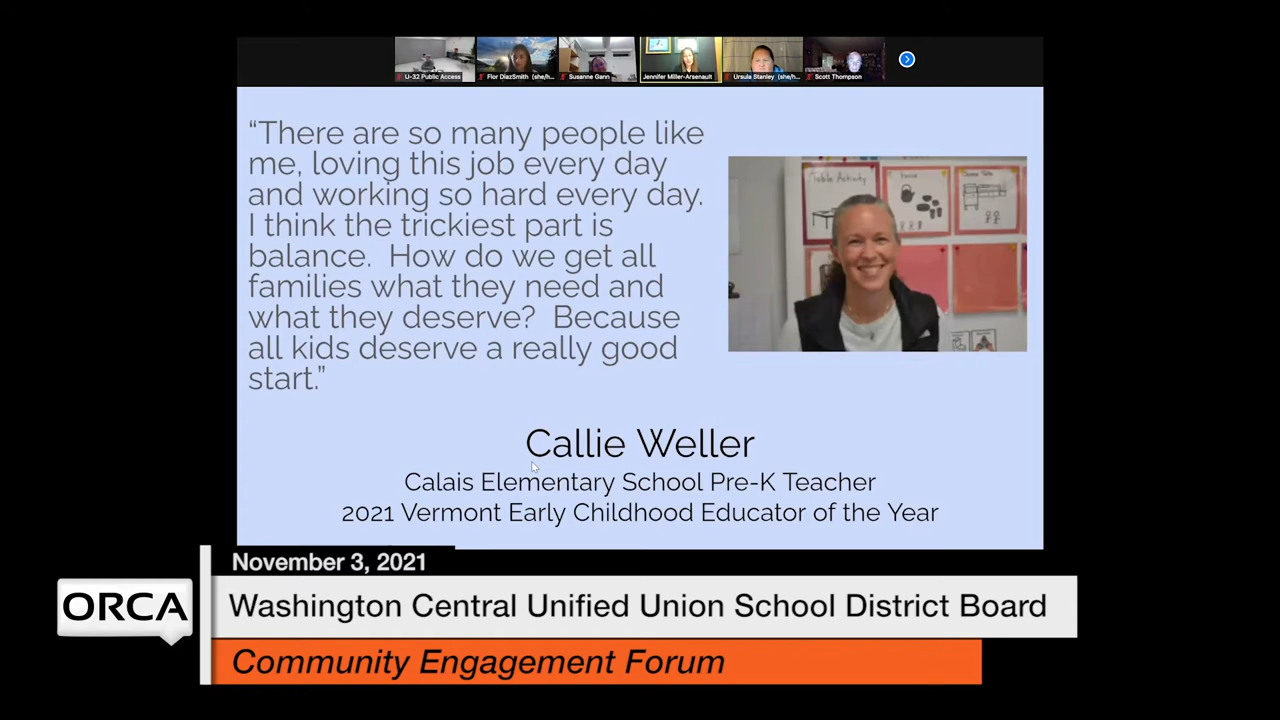 U-32 Public Access
Flor DiazSmith (she/h...
Susanne Gann
Jennifer Miller-Arsenault
Ursula Stanley (she/h...
Scott Thompson
“There are so many people like
me, loving this job every day
and working so hard every day.
I think the trickiest part is
balance.  How do we get all
families what they need and
what they deserve?  Because
all kids deserve a really good
start.”
Table Activity
house
Callie Weller
Calais Elementary School Pre-K Teacher
2021 Vermont Early Childhood Educator of the Year
November 3, 2021
ORCA
Washington Central Unified Union School District Board
Community Engagement Forum